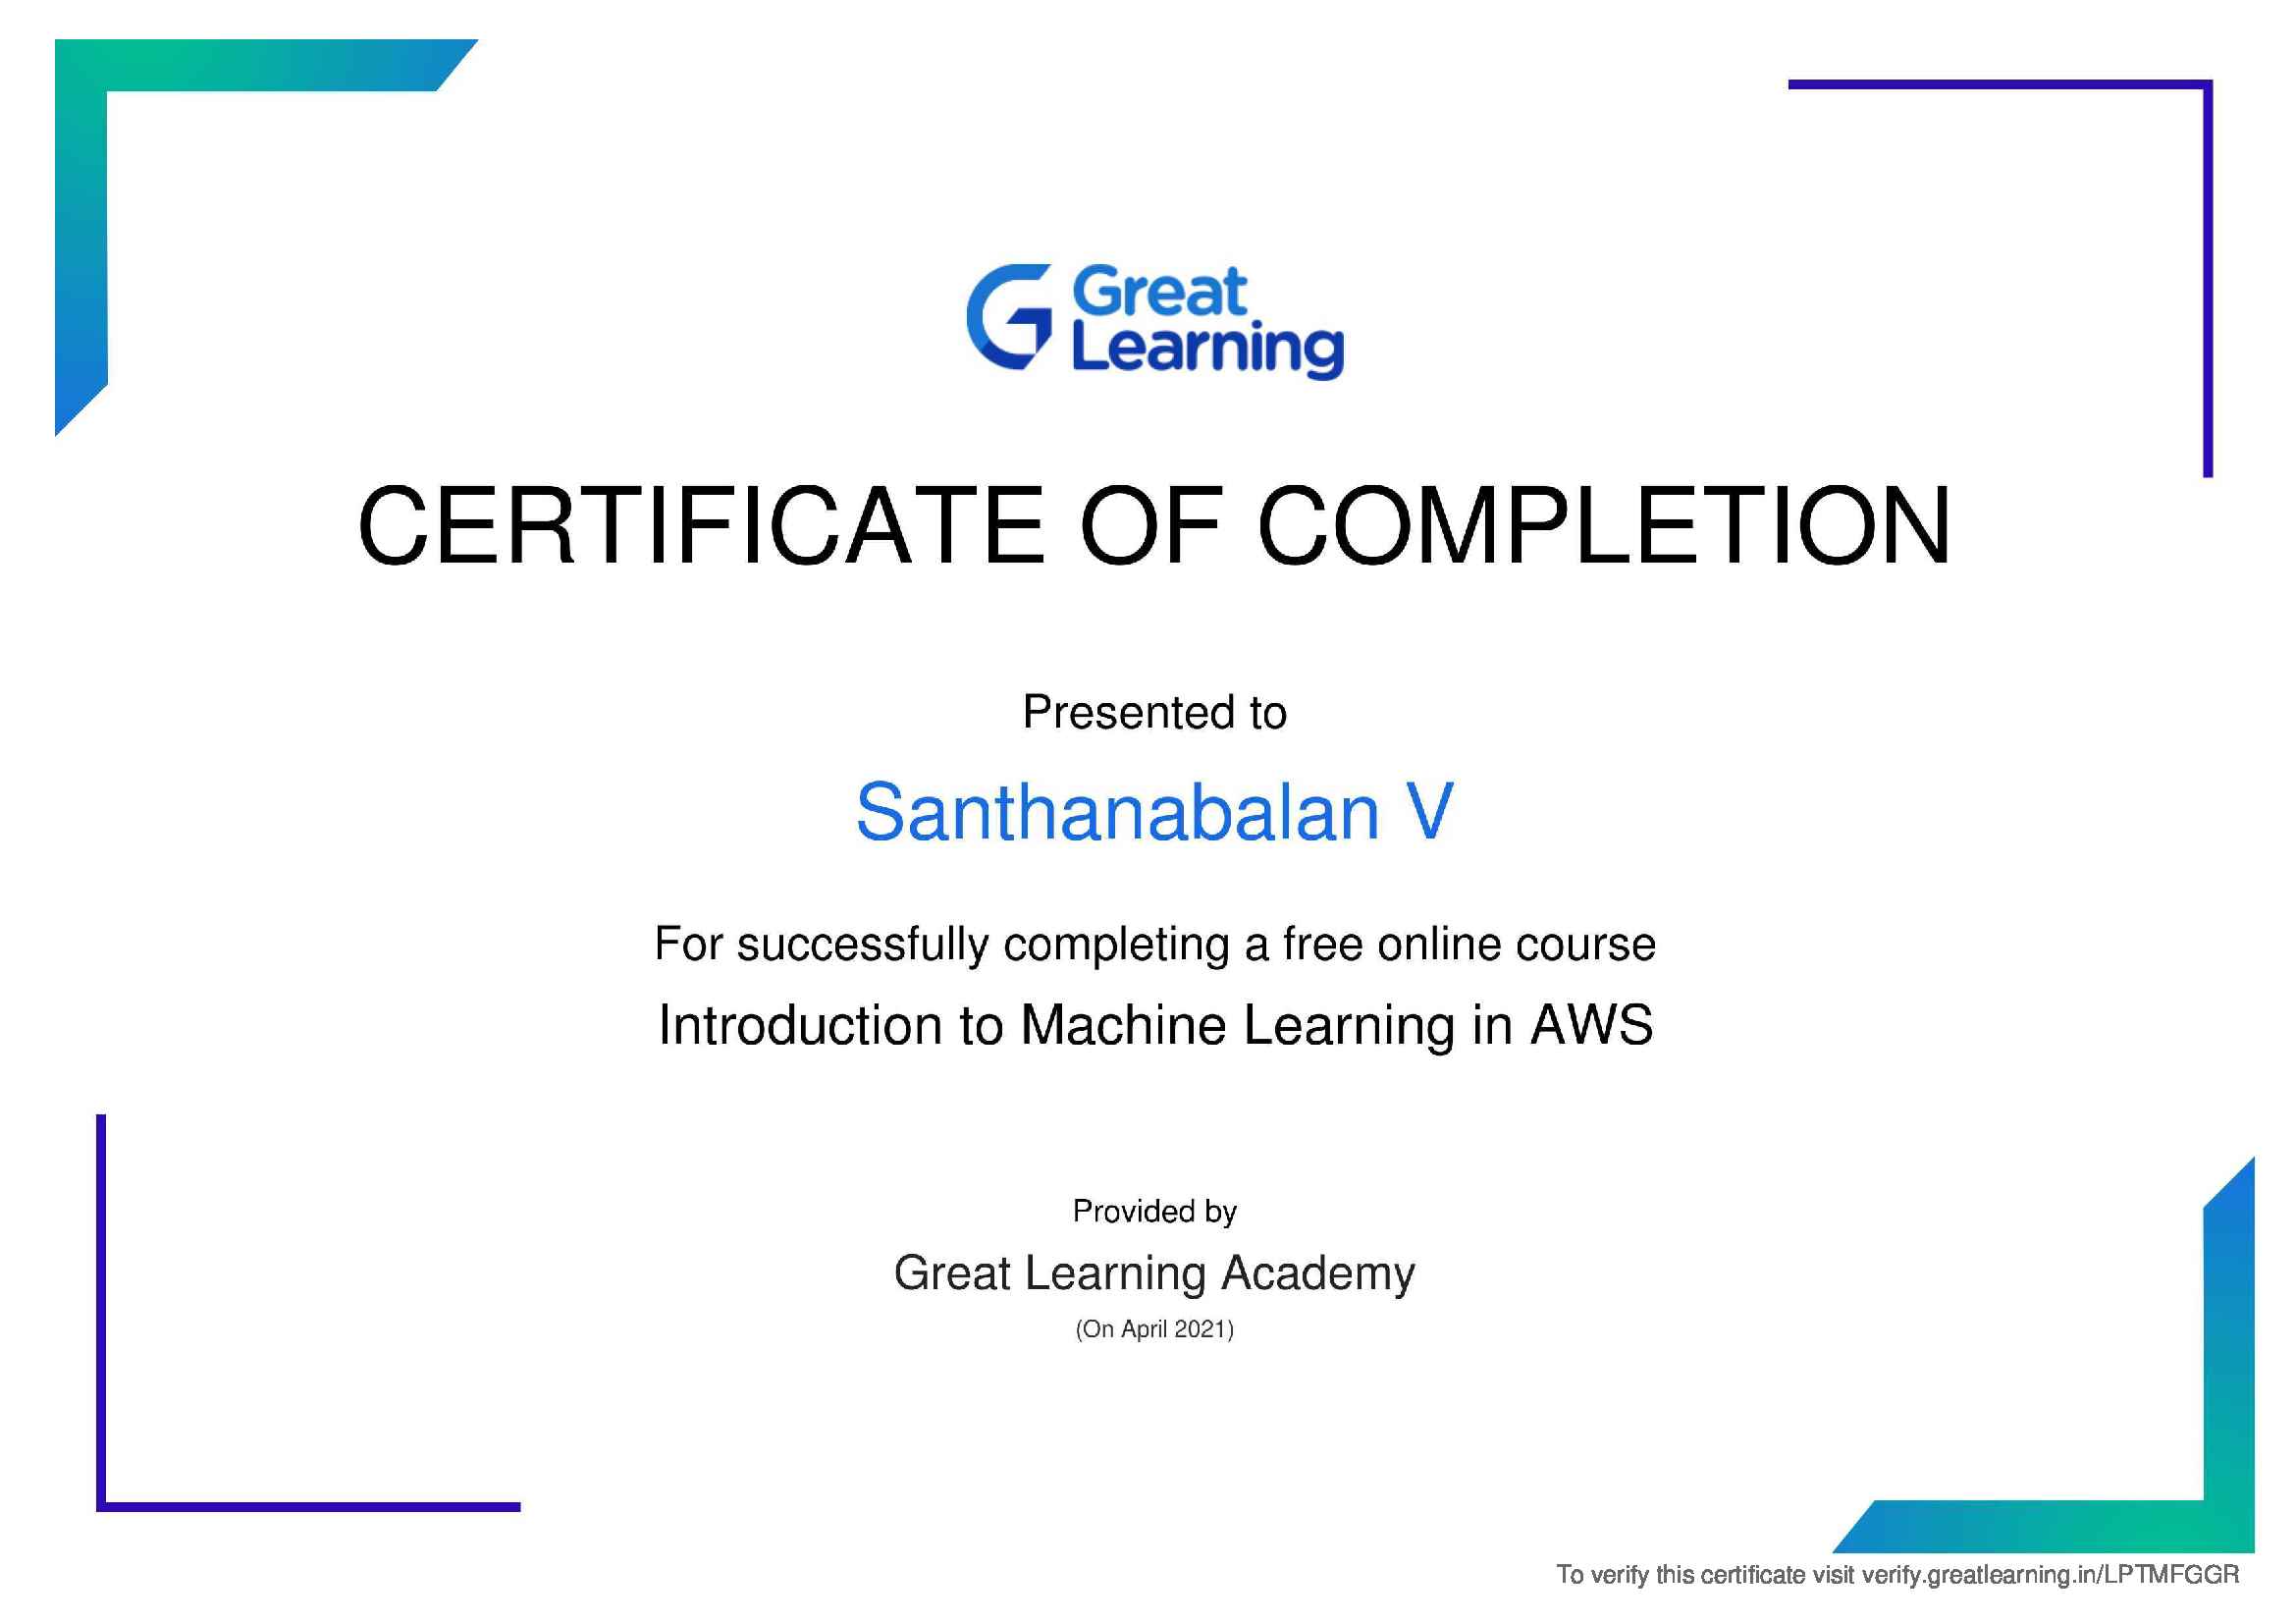 Great
Learning
CERTIFICATE OF COMPLETION
Presented to
Santhanabalan V
For successfully completing a free online course
Introduction to Machine Learning in AWS
Provided by
Great Learning Academy
(On April 2021)
To verify this certificate visit verify.greatlearning.in/LPTMFGGR